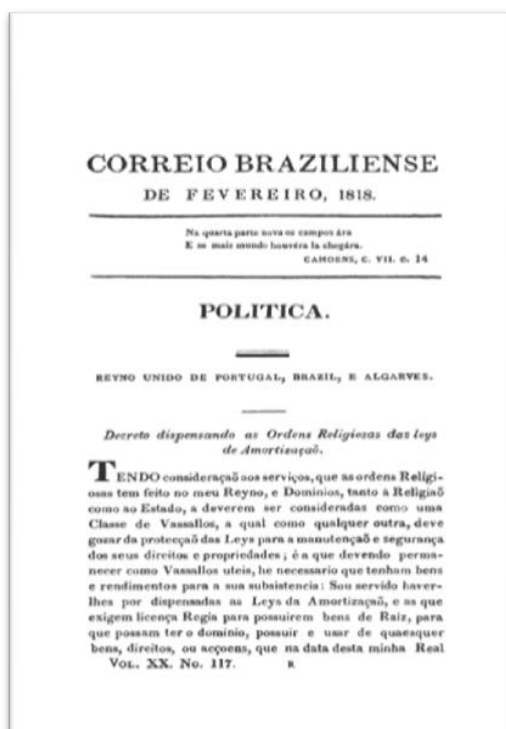 CORREIO BRAZILIENSE
DE FEVEREIRO, 1818.
Na quarta parte nova os campos ára
E se mais mundo houvéra la chegára.
CAMOENS, C. VII. e. 14
POLITICA.
REYNO UNIDO DE PORTUGAL, BRAZIL, E ALGARVES.
Decreto dispensando as Ordens Religiozas das leys
de Amortizaçaõ.
TENDO consideraçaõ aos serviços, que as ordens Religi-
osas tem feito no meu Reyno, e Dominios, tanto à Religiaõ
como ao Estado, a deverem ser consideradas como uma
Classe de Vassallos, a qual como qualquer outra, deve
gozar da protecçaõ das Leys para a manutençaõ e segurança
dos seus direitos e propriedades; é a que devendo perma-
necer como Vassallos uteis, he necessario que tenham bens
e rendimentos para a sua subsistencia: Sou servido haver-
lhes por dispensadas as Leys da Amortizaçaõ, e as que
exigem licença Regia para possuirem bens de Raiz, para
que possam ter o dominio, possuir e usar de quaesquer
bens, direitos, ou acçoens, que na data desta minha Real
VOL. XX. No. 117. R